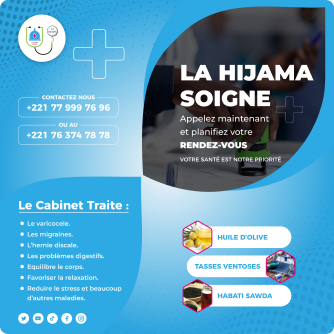 LA HIJAMA
SOIGNE
Appelez maintenant
et planifiez votre
RENDEZ-VOUS
VOTRE SANTÉ EST NOTRE PRIORITÉ
CONTACTEZ NOUS
+221 77 999 76 96
OU AU
+221 76 374 78 78
Le Cabinet Traite :
• Le varicocele.
• Les migraines.
• L'hernie discale.
• Les problèmes digestifs.
• Equilibre le corps.
• Favoriser la relaxation.
• Reduire le stress et beaucoup
d'autres maladies.
HUILE D'OLIVE
TASSES VENTOSES
HABATI SAWDA